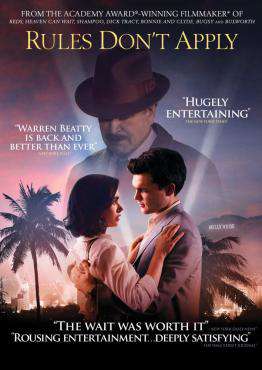 FROM THE ACADEMY AWARD®-WINNING FILMMAKER® OF
REDS, HEAVEN CAN WAIT, SHAMPOO, DICK TRACY, BONNIE AND CLYDE, BUGSY AND BULWORTH
RULES DON'T APPLY
"HUGELY
ENTERTAINING"
"WARREN BEATTY
IS BACK AND
BETTER THAN EVER"
HOLLYWOOD
"THE WAIT WAS WORTH IT"
"ROUSING ENTERTAINMENT...DEEPLY SATISFYING"